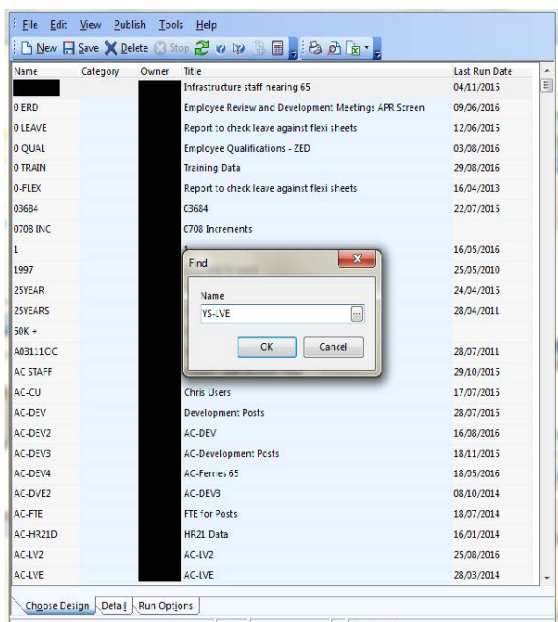 File Edit View Publish Tools Help
New Save Delete Stop
Name Category Owner Title Last Run Date
Infrastructure staff nearing 65 04/11/2015
0 ERD Employee Review and Development Meetings APR Screen 09/06/2016
0 LEAVE Report to check leave against flexi sheets 12/06/2015
0 QUAL Employee Qualifications - ZED 03/08/2016
0 TRAIN Training Data 29/08/2016
0-FLEX Report to check leave against flexi sheets 16/04/2013
03684 C3684 22/07/2015
0708 INC C708 Increments
1 16/05/2016
1997 25/05/2010
25YEAR 24/04/2015
25YEARS 28/04/2011
50K +
28/07/2011
AC STAFF 29/10/2015
AC-CU Chris Users 17/07/2015
AC-DEV Development Posts 28/07/2015
AC-DEV2 AC-DEV 16/08/2016
AC-DEV3 AC-Development Posts 18/11/2015
AC-DEV4 65 18/05/2016
AC-DVE2 AC-DEV3 08/10/2014
AC-FTE FTE for Posts 18/07/2014
AC-HR21D HR21 Data 16/01/2014
AC-LV2 AC-LV2 25/08/2016
AC-LVE AC-LVE 28/03/2014
Find
Name
YS-LVE
OK Cancel
Choose Design Detail Run Options